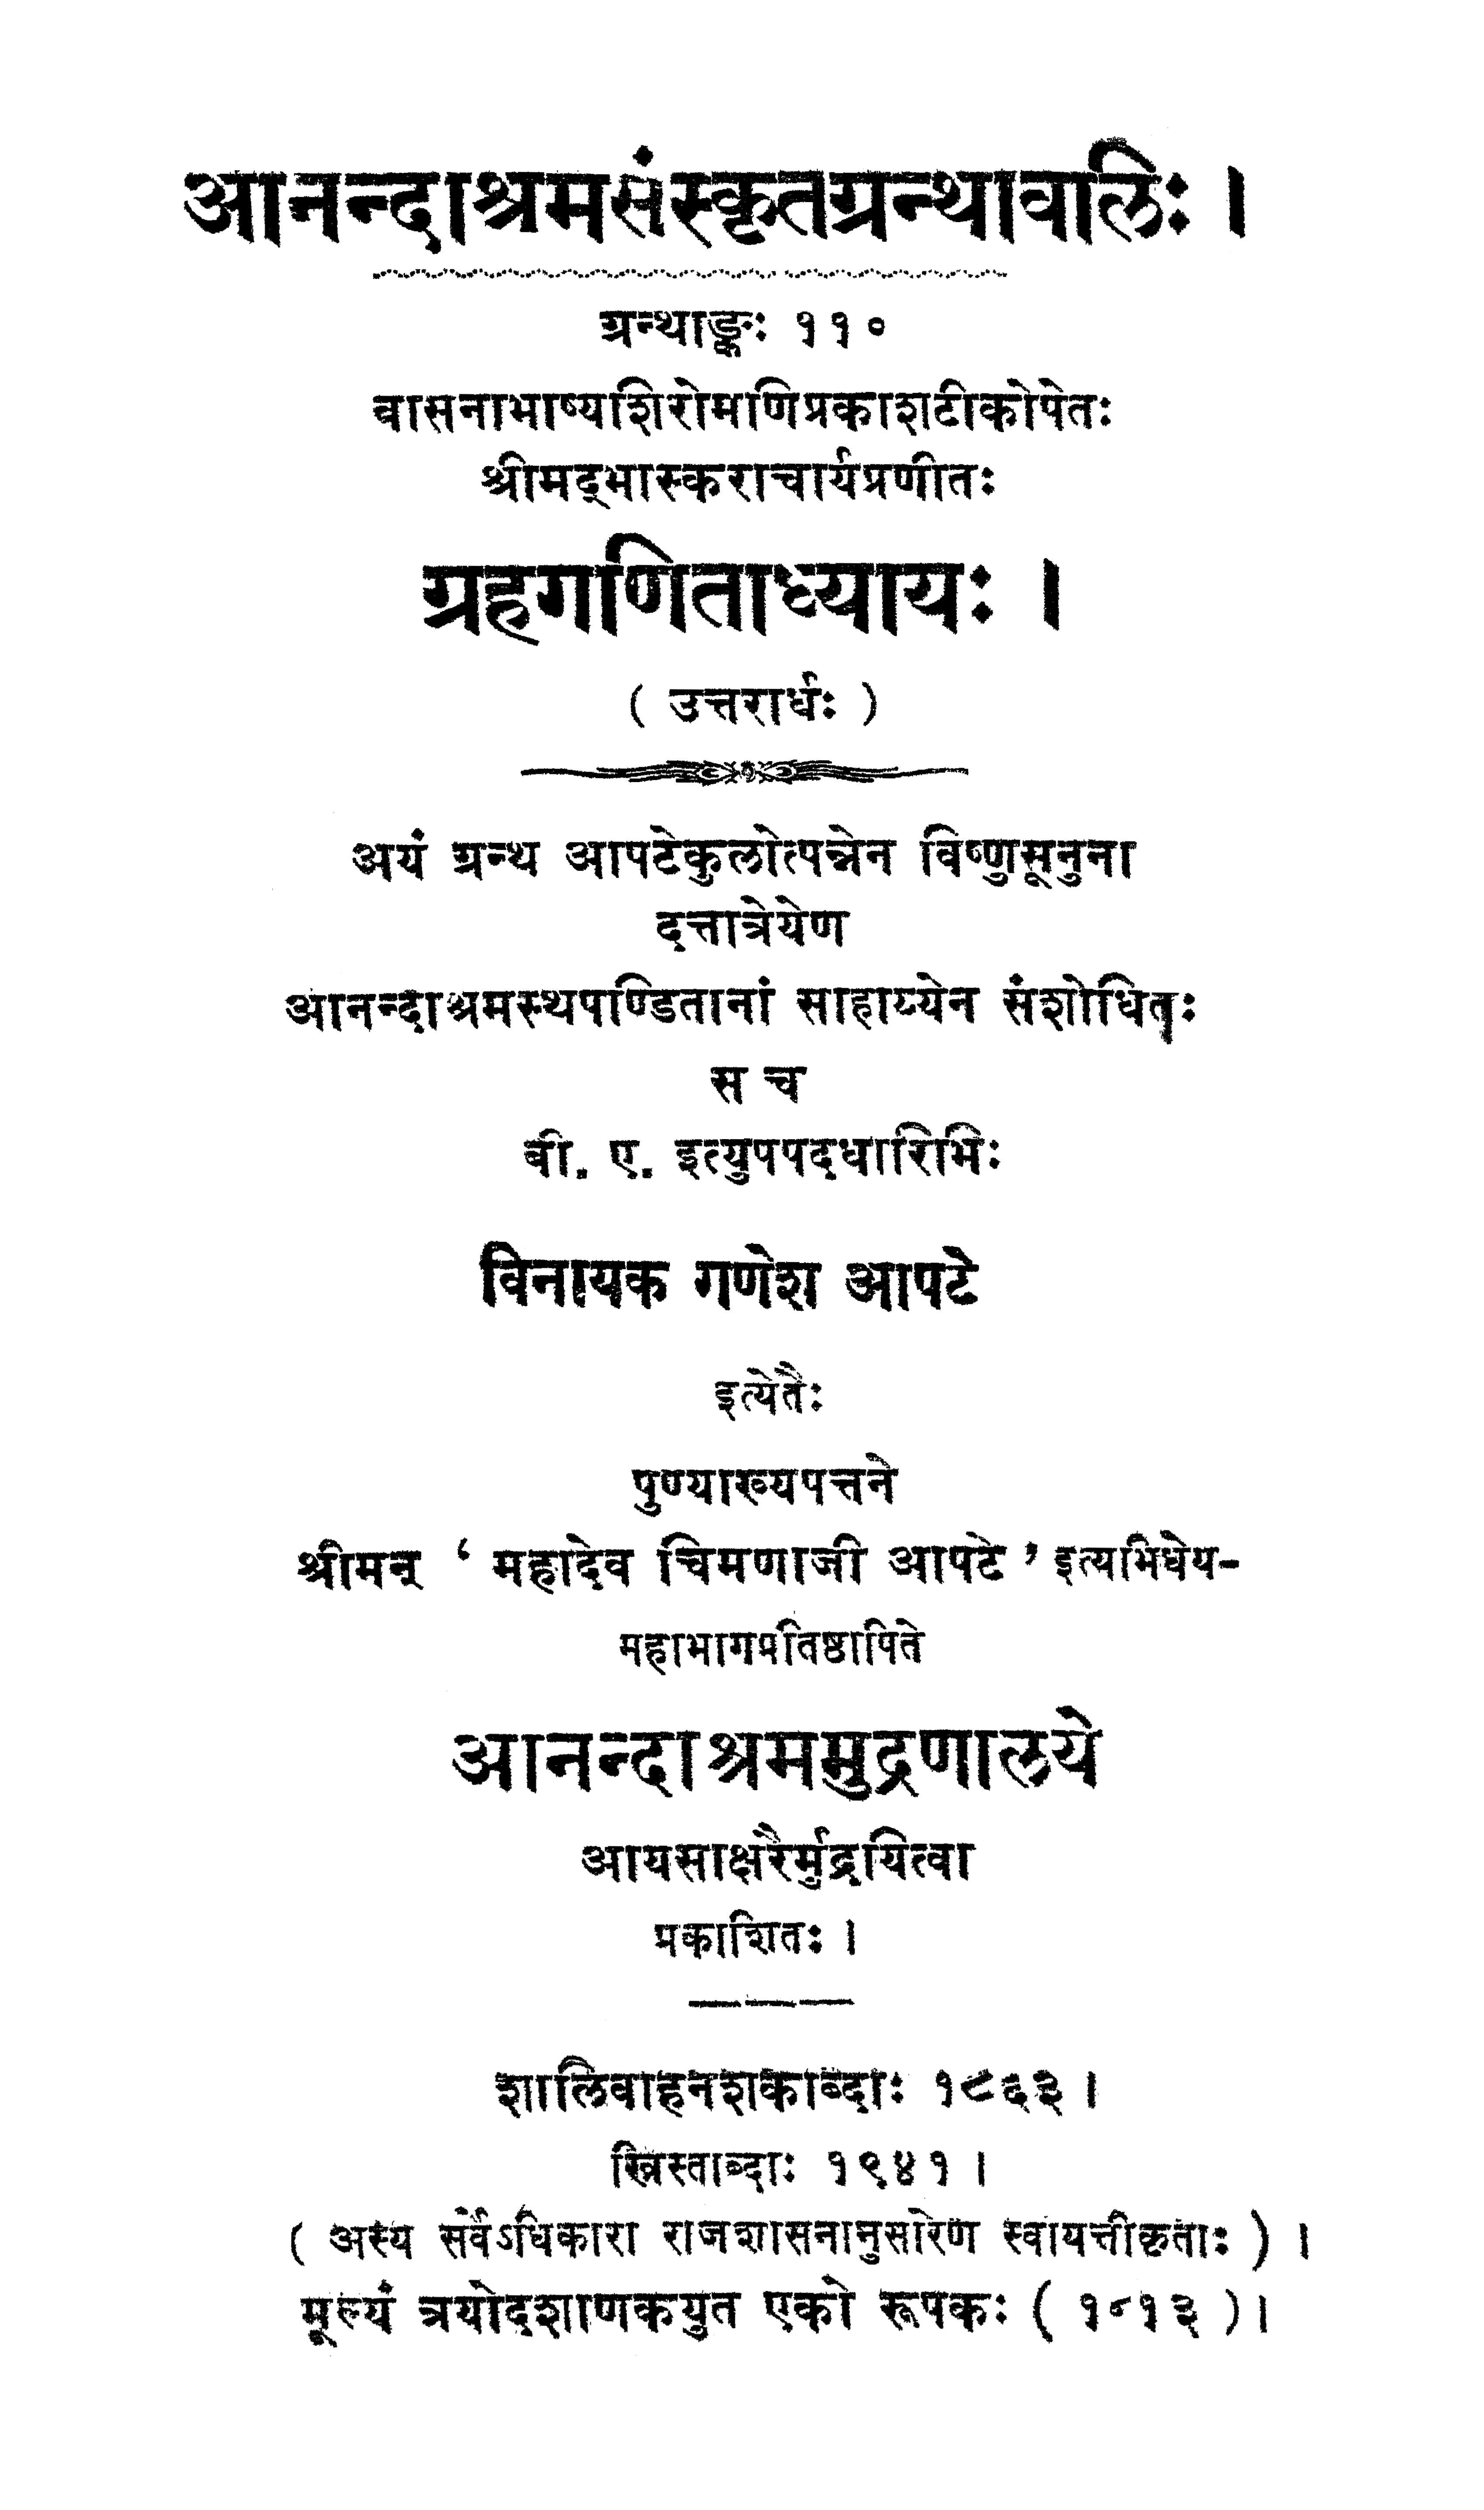 आनन्दाश्रमसंस्कृतग्रन्थावलिः ।
ग्रन्थाङ्कः ११०
वासनाभाष्यशिरोमणिप्रकाशटीकोपेतः
श्रीमद्भास्कराचार्यप्रणीतः
ग्रहगणिताध्यायः ।
( उत्तरार्धः )
अयं ग्रन्थ आपटेकुलोत्पन्नेन विष्णुसूनुना
दत्तात्रेयेण
आनन्दाश्रमस्थपण्डितानां साहाय्येन संशोधितः
स च
बी. ए. इत्युपपदधारिभिः
विनायक गणेश आपटे
इत्येतैः
पुण्याख्यपत्तने
श्रीमन् ‘ महादेव चिमणाजी आपटे ’ इत्यभिधेय-
महाभागप्रतिष्ठापिते
आनन्दाश्रममुद्रणालये
आयसाक्षरैर्मुद्रयित्वा
प्रकाशितः ।
शालिवाहनशकाब्दाः १८६३ ।
ख्रिस्ताब्दाः १९४१ ।
( अस्य सर्वेऽधिकारा राजशासनानुसारेण स्वायत्तीकृताः ) ।
मूल्यं त्रयोदशाणकयुत एको रूपकः ( १८१३ ) ।